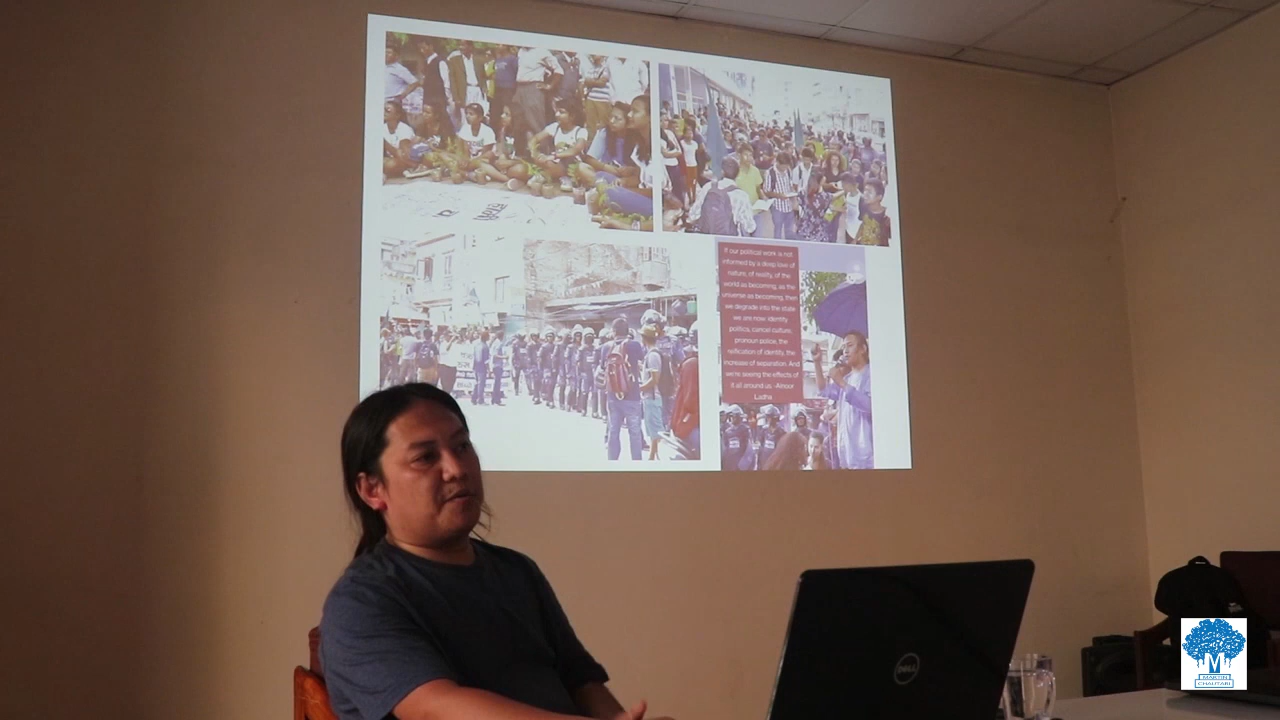 If our political work is not
informed by a deep love of
nature, of reality, of the
world as becoming, as the
universe as becoming, then
we degrade into the state
we are now: identity
politics, cancel culture,
pronoun police, the
reification of identity, the
increase of separation. And
we're seeing the effects of
it all around us. -Alnoor
Ladha
DELL
M
MARTIN
CHAUTARI